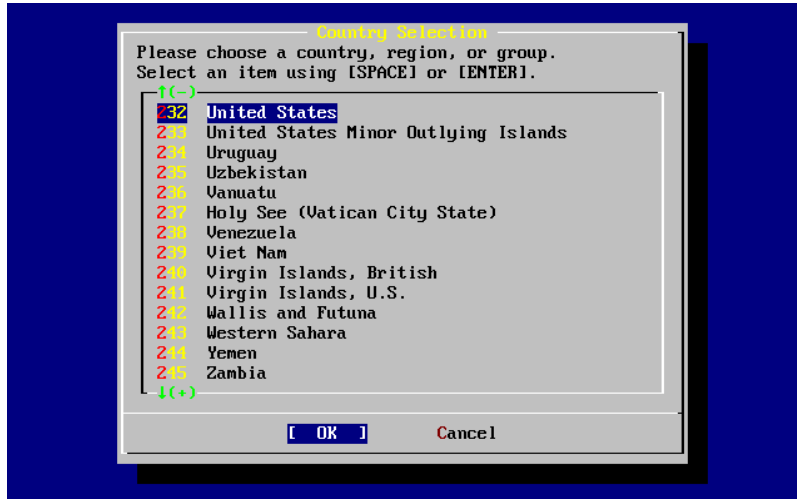 Country Selection
Please choose a country, region, or group.
Select an item using [SPACE] or [ENTER].
↑(-)
232 United States
233 United States Minor Outlying Islands
234 Uruguay
235 Uzbekistan
236 Vanuatu
237 Holy See (Vatican City State)
238 Venezuela
239 Viet Nam
240 Virgin Islands, British
241 Virgin Islands, U.S.
242 Wallis and Futuna
243 Western Sahara
244 Yemen
245 Zambia
↓(+)
[ OK ] Cancel